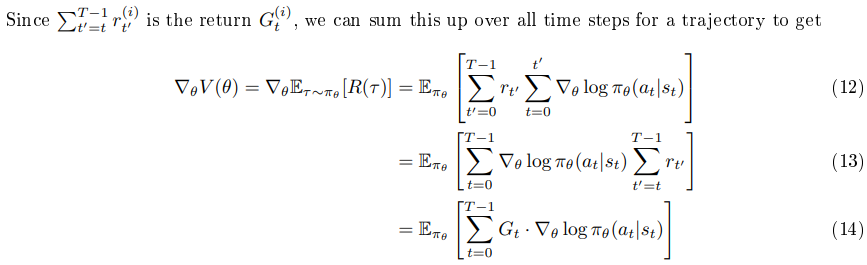 Since $\sum_{t'=t}^{T-1} r_{t'}^{(i)}$ is the return $G_t^{(i)}$, we can sum this up over all time steps for a trajectory to get
$\nabla_\theta V(\theta) = \nabla_\theta \mathbb{E}_{\tau \sim \pi_\theta}[R(\tau)] = \mathbb{E}_{\pi_\theta} \left[ \sum_{t'=0}^{T-1} r_{t'} \sum_{t=0}^{t'} \nabla_\theta \log \pi_\theta(a_t|s_t) \right]$ (12)
$= \mathbb{E}_{\pi_\theta} \left[ \sum_{t=0}^{T-1} \nabla_\theta \log \pi_\theta(a_t|s_t) \sum_{t'=t}^{T-1} r_{t'} \right]$ (13)
$= \mathbb{E}_{\pi_\theta} \left[ \sum_{t=0}^{T-1} G_t \cdot \nabla_\theta \log \pi_\theta(a_t|s_t) \right]$ (14)